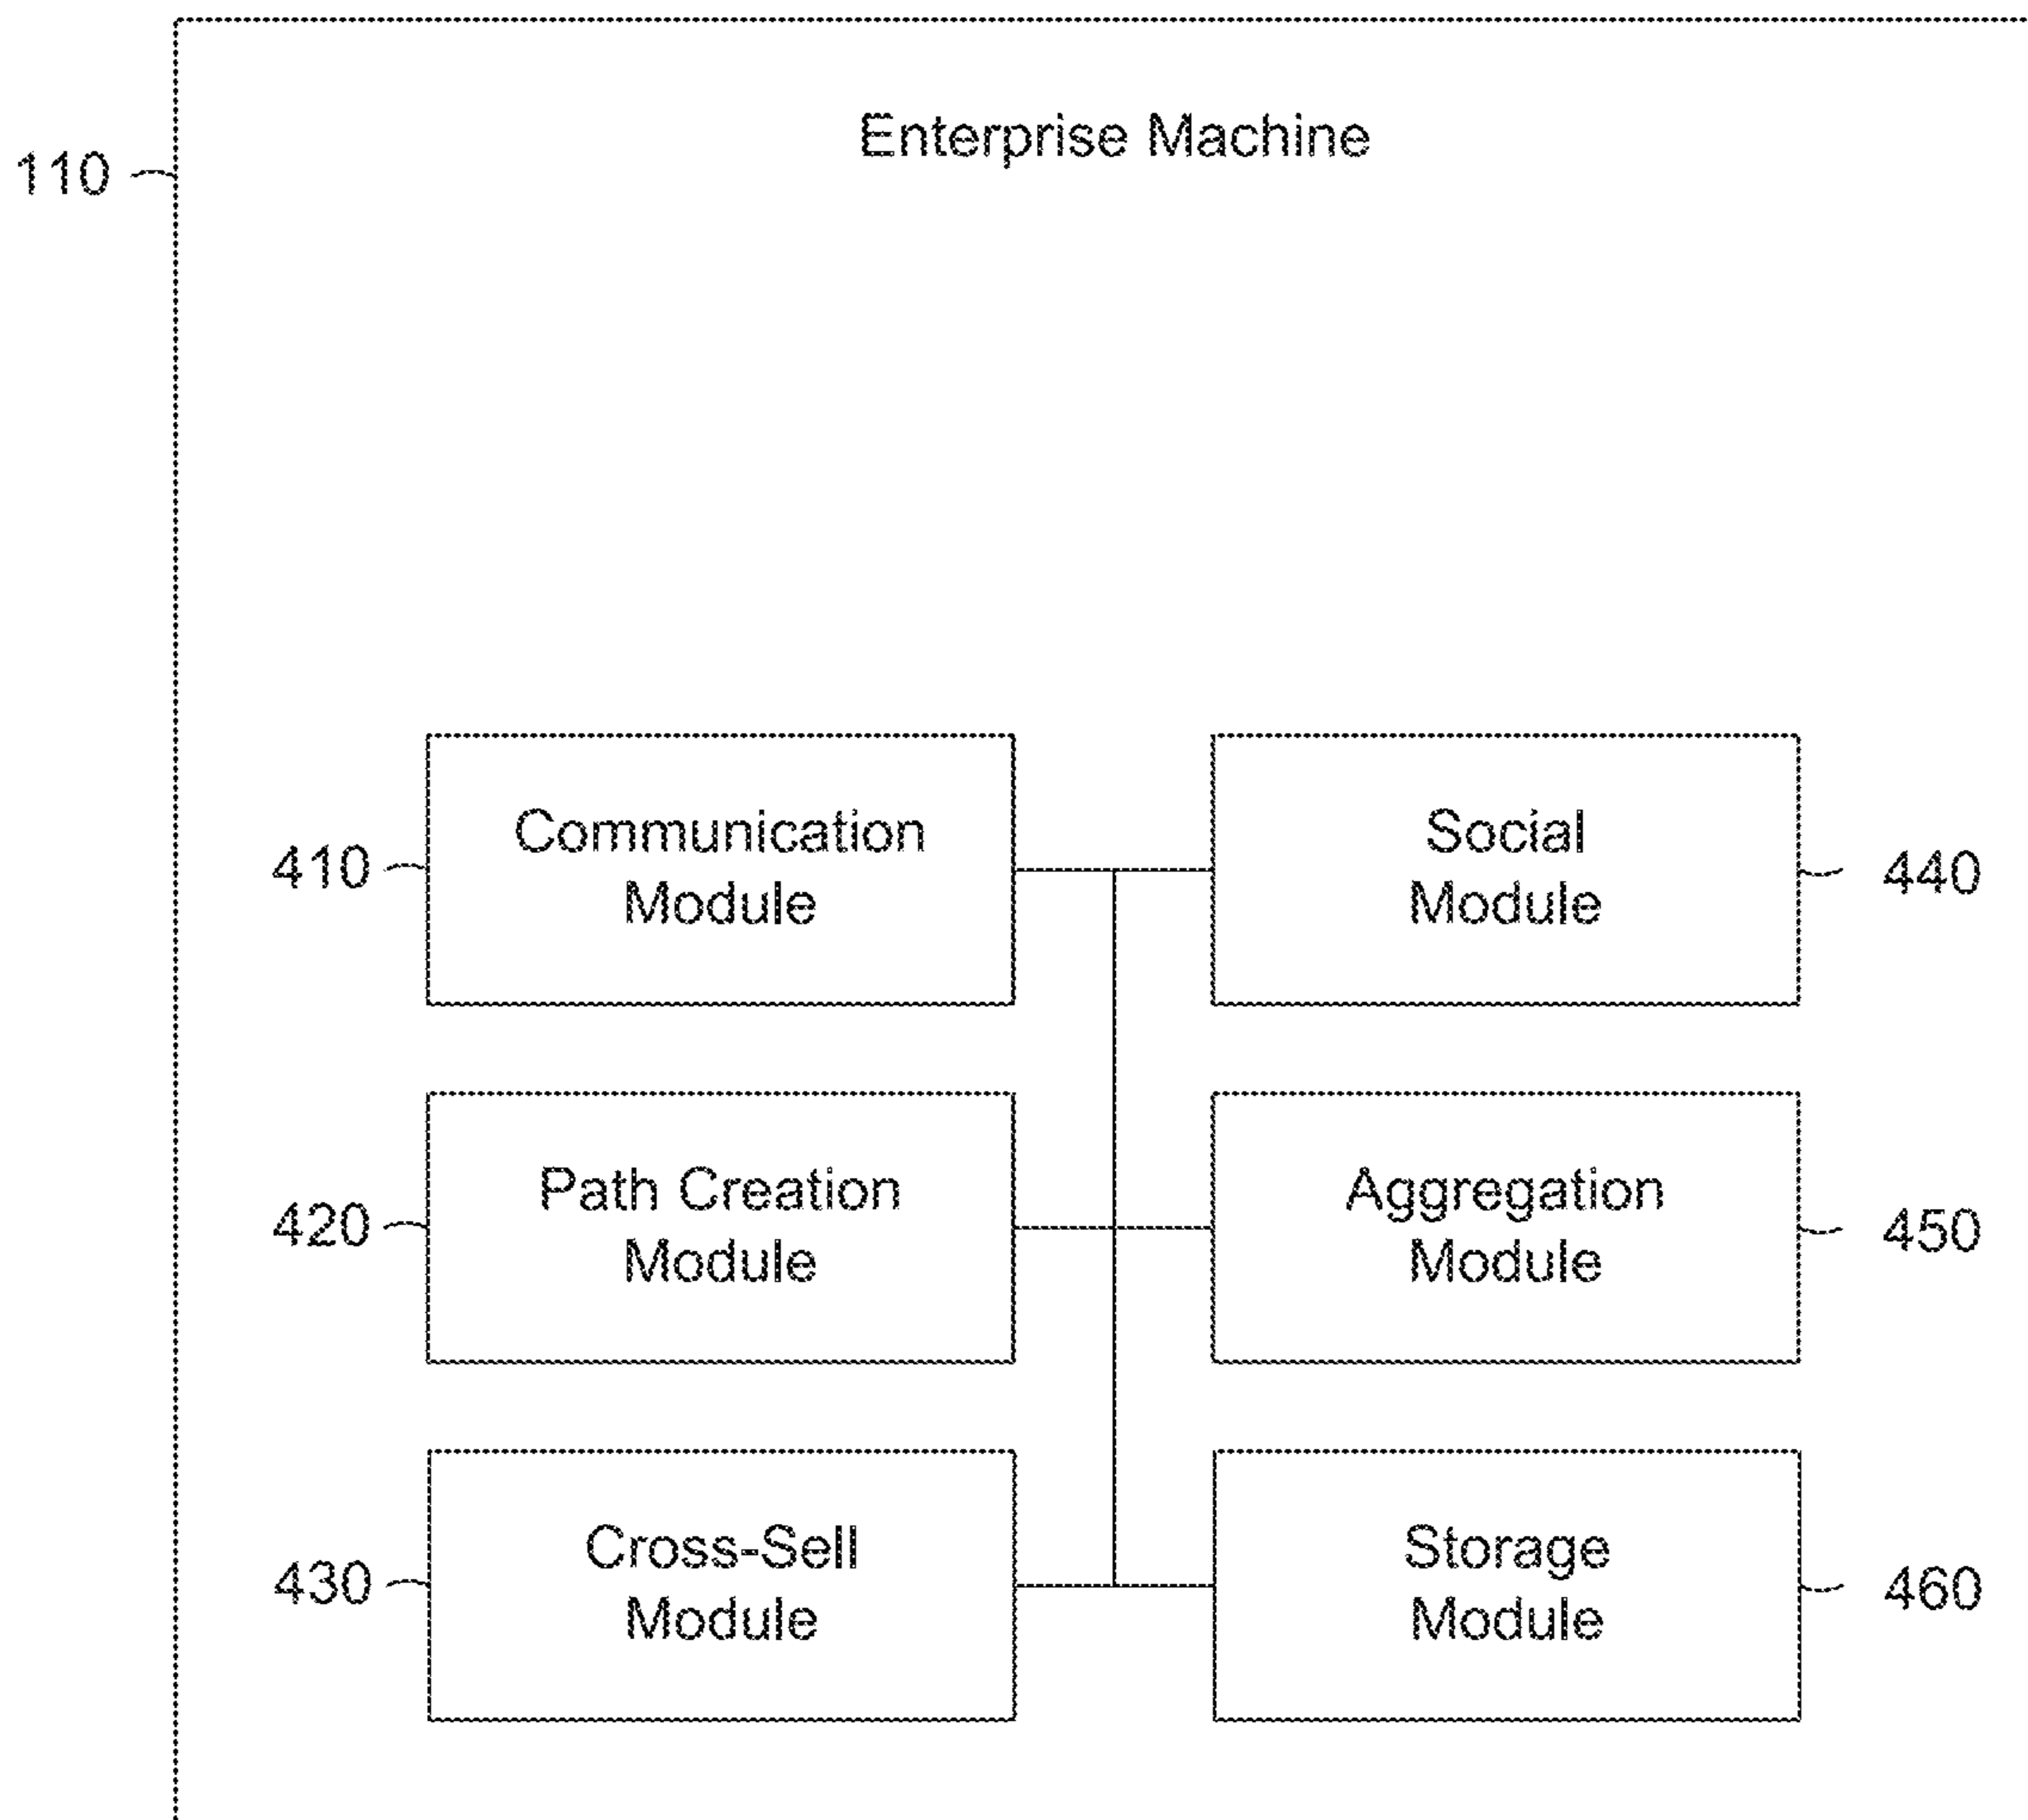 Enterprise Machine
110
Communication
Module
410
Social
Module
440
Path Creation
Module
420
Aggregation
Module
450
Cross-Sell
Module
430
Storage
Module
460